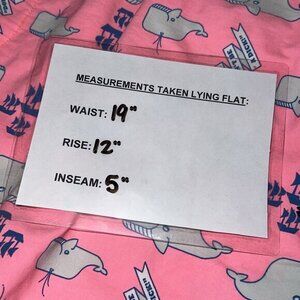 MEASUREMENTS TAKEN LYING FLAT:
WAIST: 19"
RISE: 12"
INSEAM: 5"